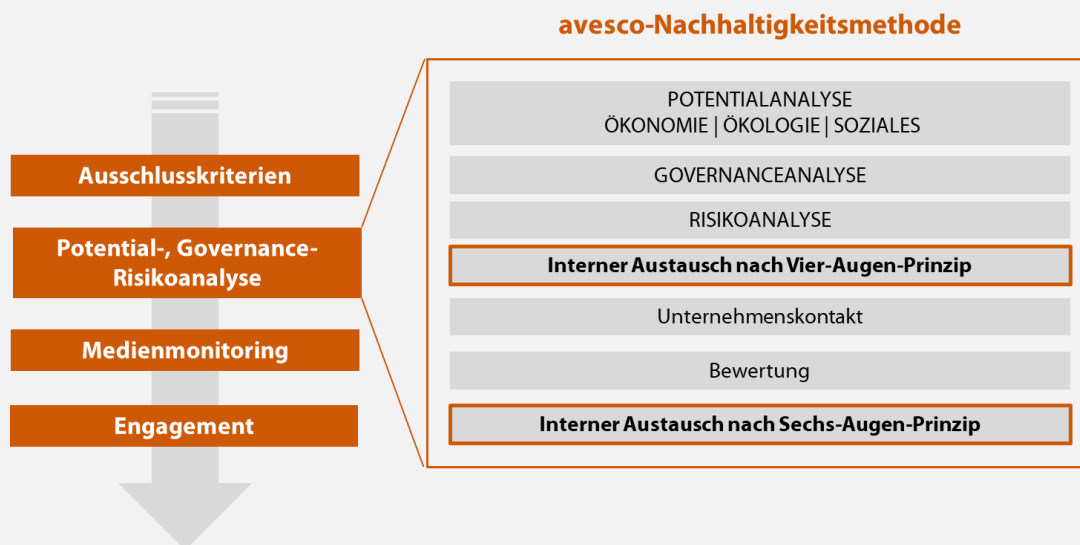 avesco-Nachhaltigkeitsmethode
Ausschlusskriterien
Potential-, Governance-
Risikoanalyse
Medienmonitoring
Engagement
POTENTIALANALYSE
ÖKONOMIE | ÖKOLOGIE | SOZIALES
GOVERNANCEANALYSE
RISIKOANALYSE
Interner Austausch nach Vier-Augen-Prinzip
Unternehmenskontakt
Bewertung
Interner Austausch nach Sechs-Augen-Prinzip